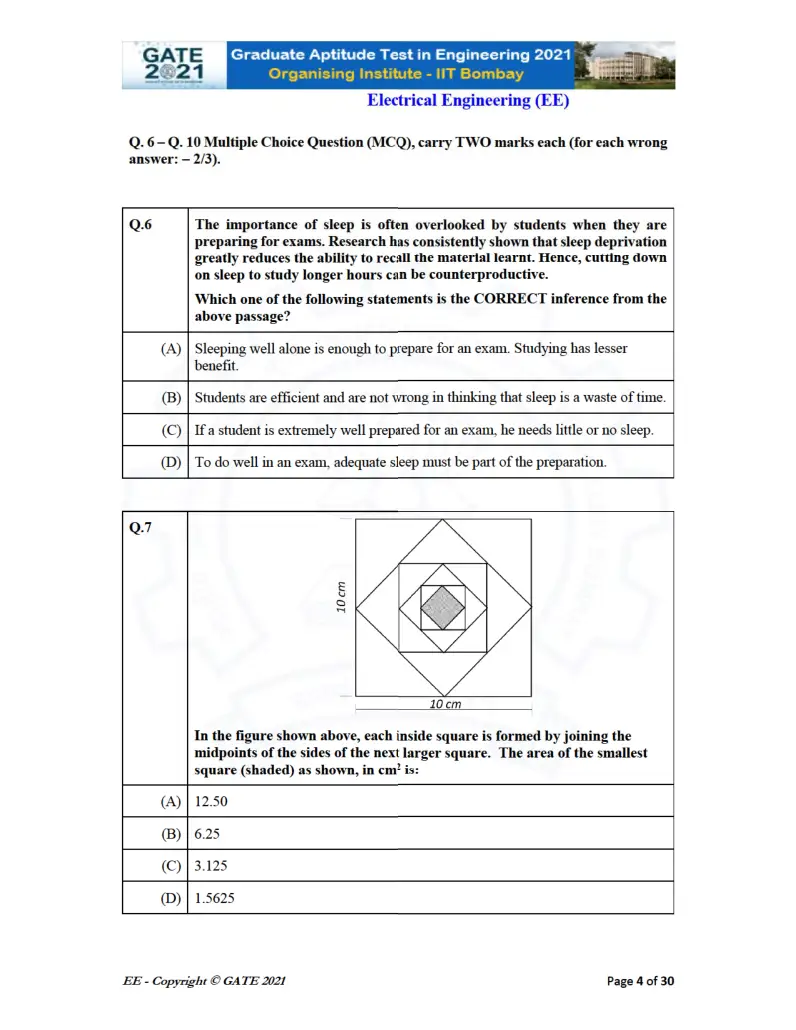 GATE
2021
Graduate Aptitude Test in Engineering 2021
Organising Institute - IIT Bombay
Electrical Engineering (EE)
Q. 6 – Q. 10 Multiple Choice Question (MCQ), carry TWO marks each (for each wrong
answer: – 2/3).
Q.6
The importance of sleep is often overlooked by students when they are
preparing for exams. Research has consistently shown that sleep deprivation
greatly reduces the ability to recall the material learnt. Hence, cutting down
on sleep to study longer hours can be counterproductive.
Which one of the following statements is the CORRECT inference from the
above passage?
(A) Sleeping well alone is enough to prepare for an exam. Studying has lesser
benefit.
(B) Students are efficient and are not wrong in thinking that sleep is a waste of time.
(C) If a student is extremely well prepared for an exam, he needs little or no sleep.
(D) To do well in an exam, adequate sleep must be part of the preparation.
Q.7
10 cm
10 cm
In the figure shown above, each inside square is formed by joining the
midpoints of the sides of the next larger square. The area of the smallest
square (shaded) as shown, in cm² is:
(A) 12.50
(B) 6.25
(C) 3.125
(D) 1.5625
EE - Copyright © GATE 2021
Page 4 of 30